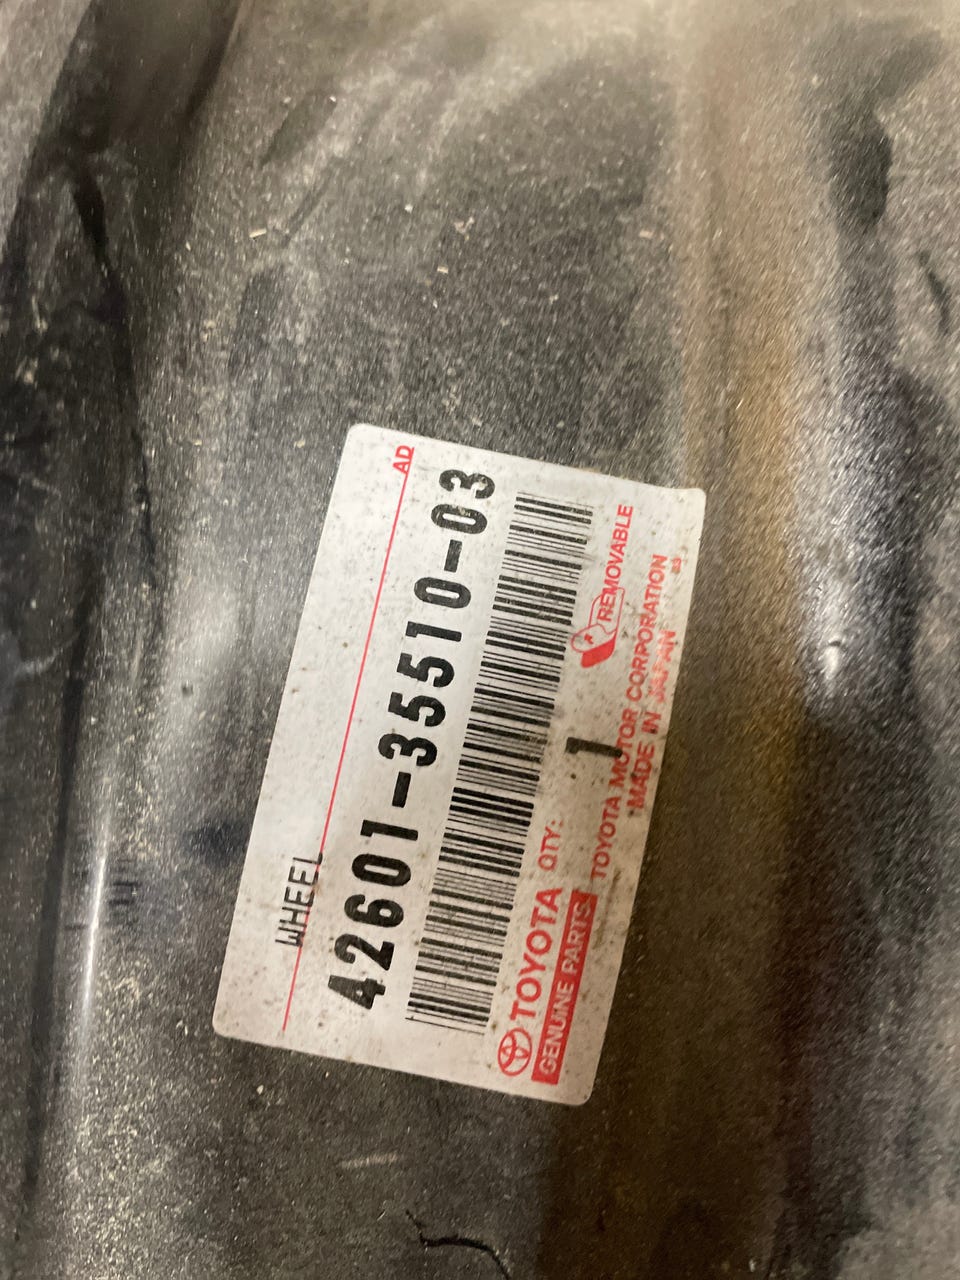 AD
WHEEL
42601-35510-03
TOYOTA QTY: 1
GENUINE PARTS
REMOVABLE
TOYOTA MOTOR CORPORATION
*MADE IN JAPAN